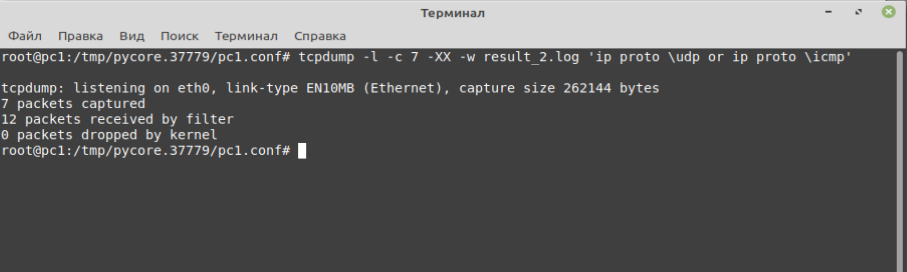 Терминал
Файл Правка Вид Поиск Терминал Справка
root@pc1:/tmp/pycore.37779/pc1.conf# tcpdump -l -c 7 -XX -w result_2.log 'ip proto \udp or ip proto \icmp'
tcpdump: listening on eth0, link-type EN10MB (Ethernet), capture size 262144 bytes
7 packets captured
12 packets received by filter
0 packets dropped by kernel
root@pc1:/tmp/pycore.37779/pc1.conf#